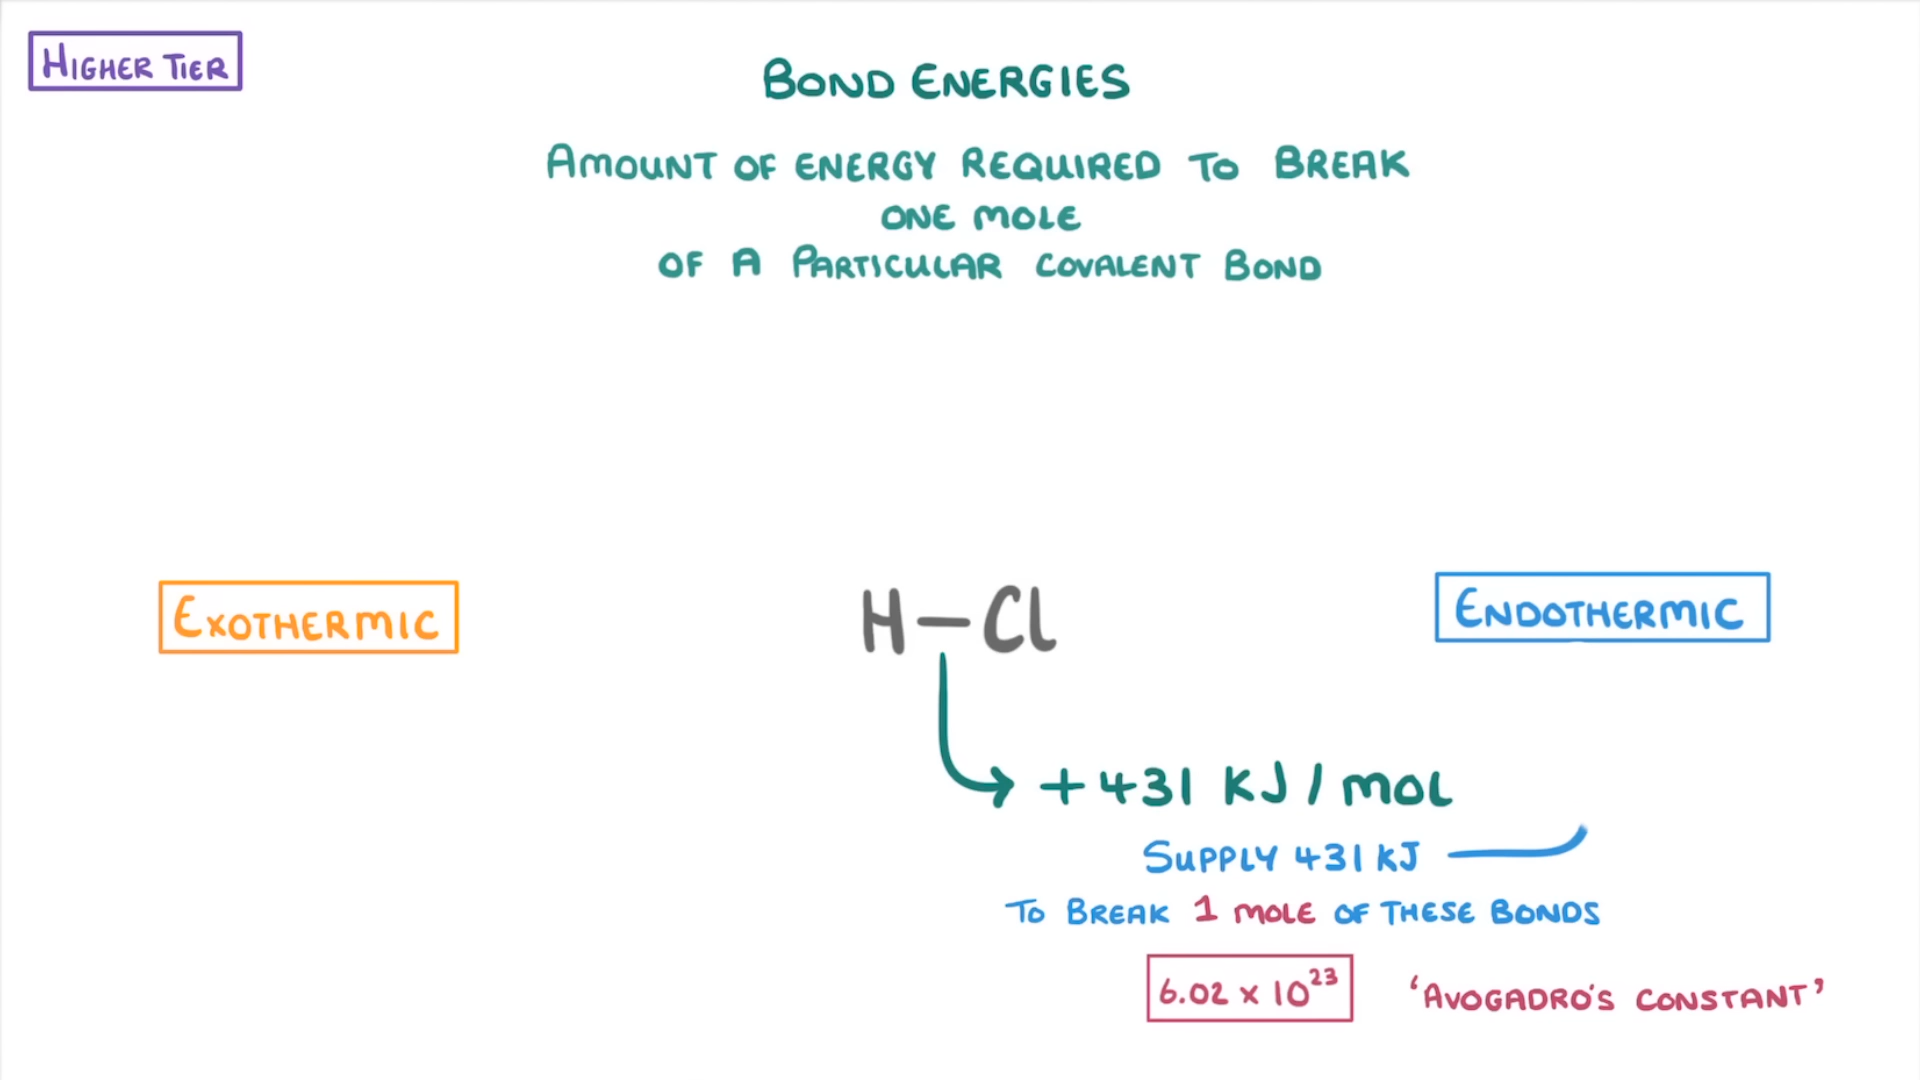 HIGHER TIER
BOND ENERGIES
AMOUNT OF ENERGY REQUIRED TO BREAK
ONE MOLE
OF A PARTICULAR COVALENT BOND
EXOTHERMIC
H–Cl
ENDOTHERMIC
+431 KJ/MOL
SUPPLY 431 KJ
TO BREAK 1 MOLE OF THESE BONDS
6.02 x 10²³
'AVOGADRO'S CONSTANT'